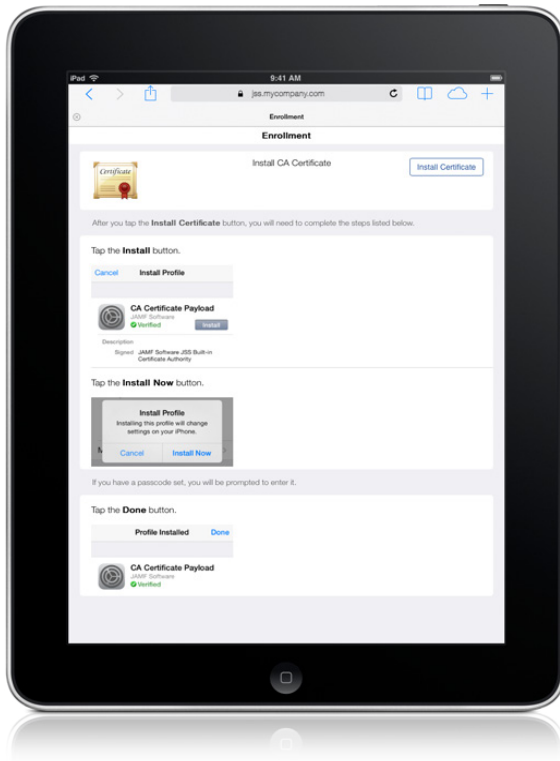 iPad 9:41 AM
jss.mycompany.com
Enrollment
Enrollment
Certificate
Install CA Certificate
Install Certificate
After you tap the Install Certificate button, you will need to complete the steps listed below.
Tap the Install button.
Cancel Install Profile
CA Certificate Payload
JAMF Software
Verified Install
Description
Signed JAMF Software JSS Built-in
Certificate Authority
Tap the Install Now button.
Install Profile
Installing this profile will change
settings on your iPhone.
Cancel Install Now
If you have a passcode set, you will be prompted to enter it.
Tap the Done button.
Profile Installed Done
CA Certificate Payload
JAMF Software
Verified